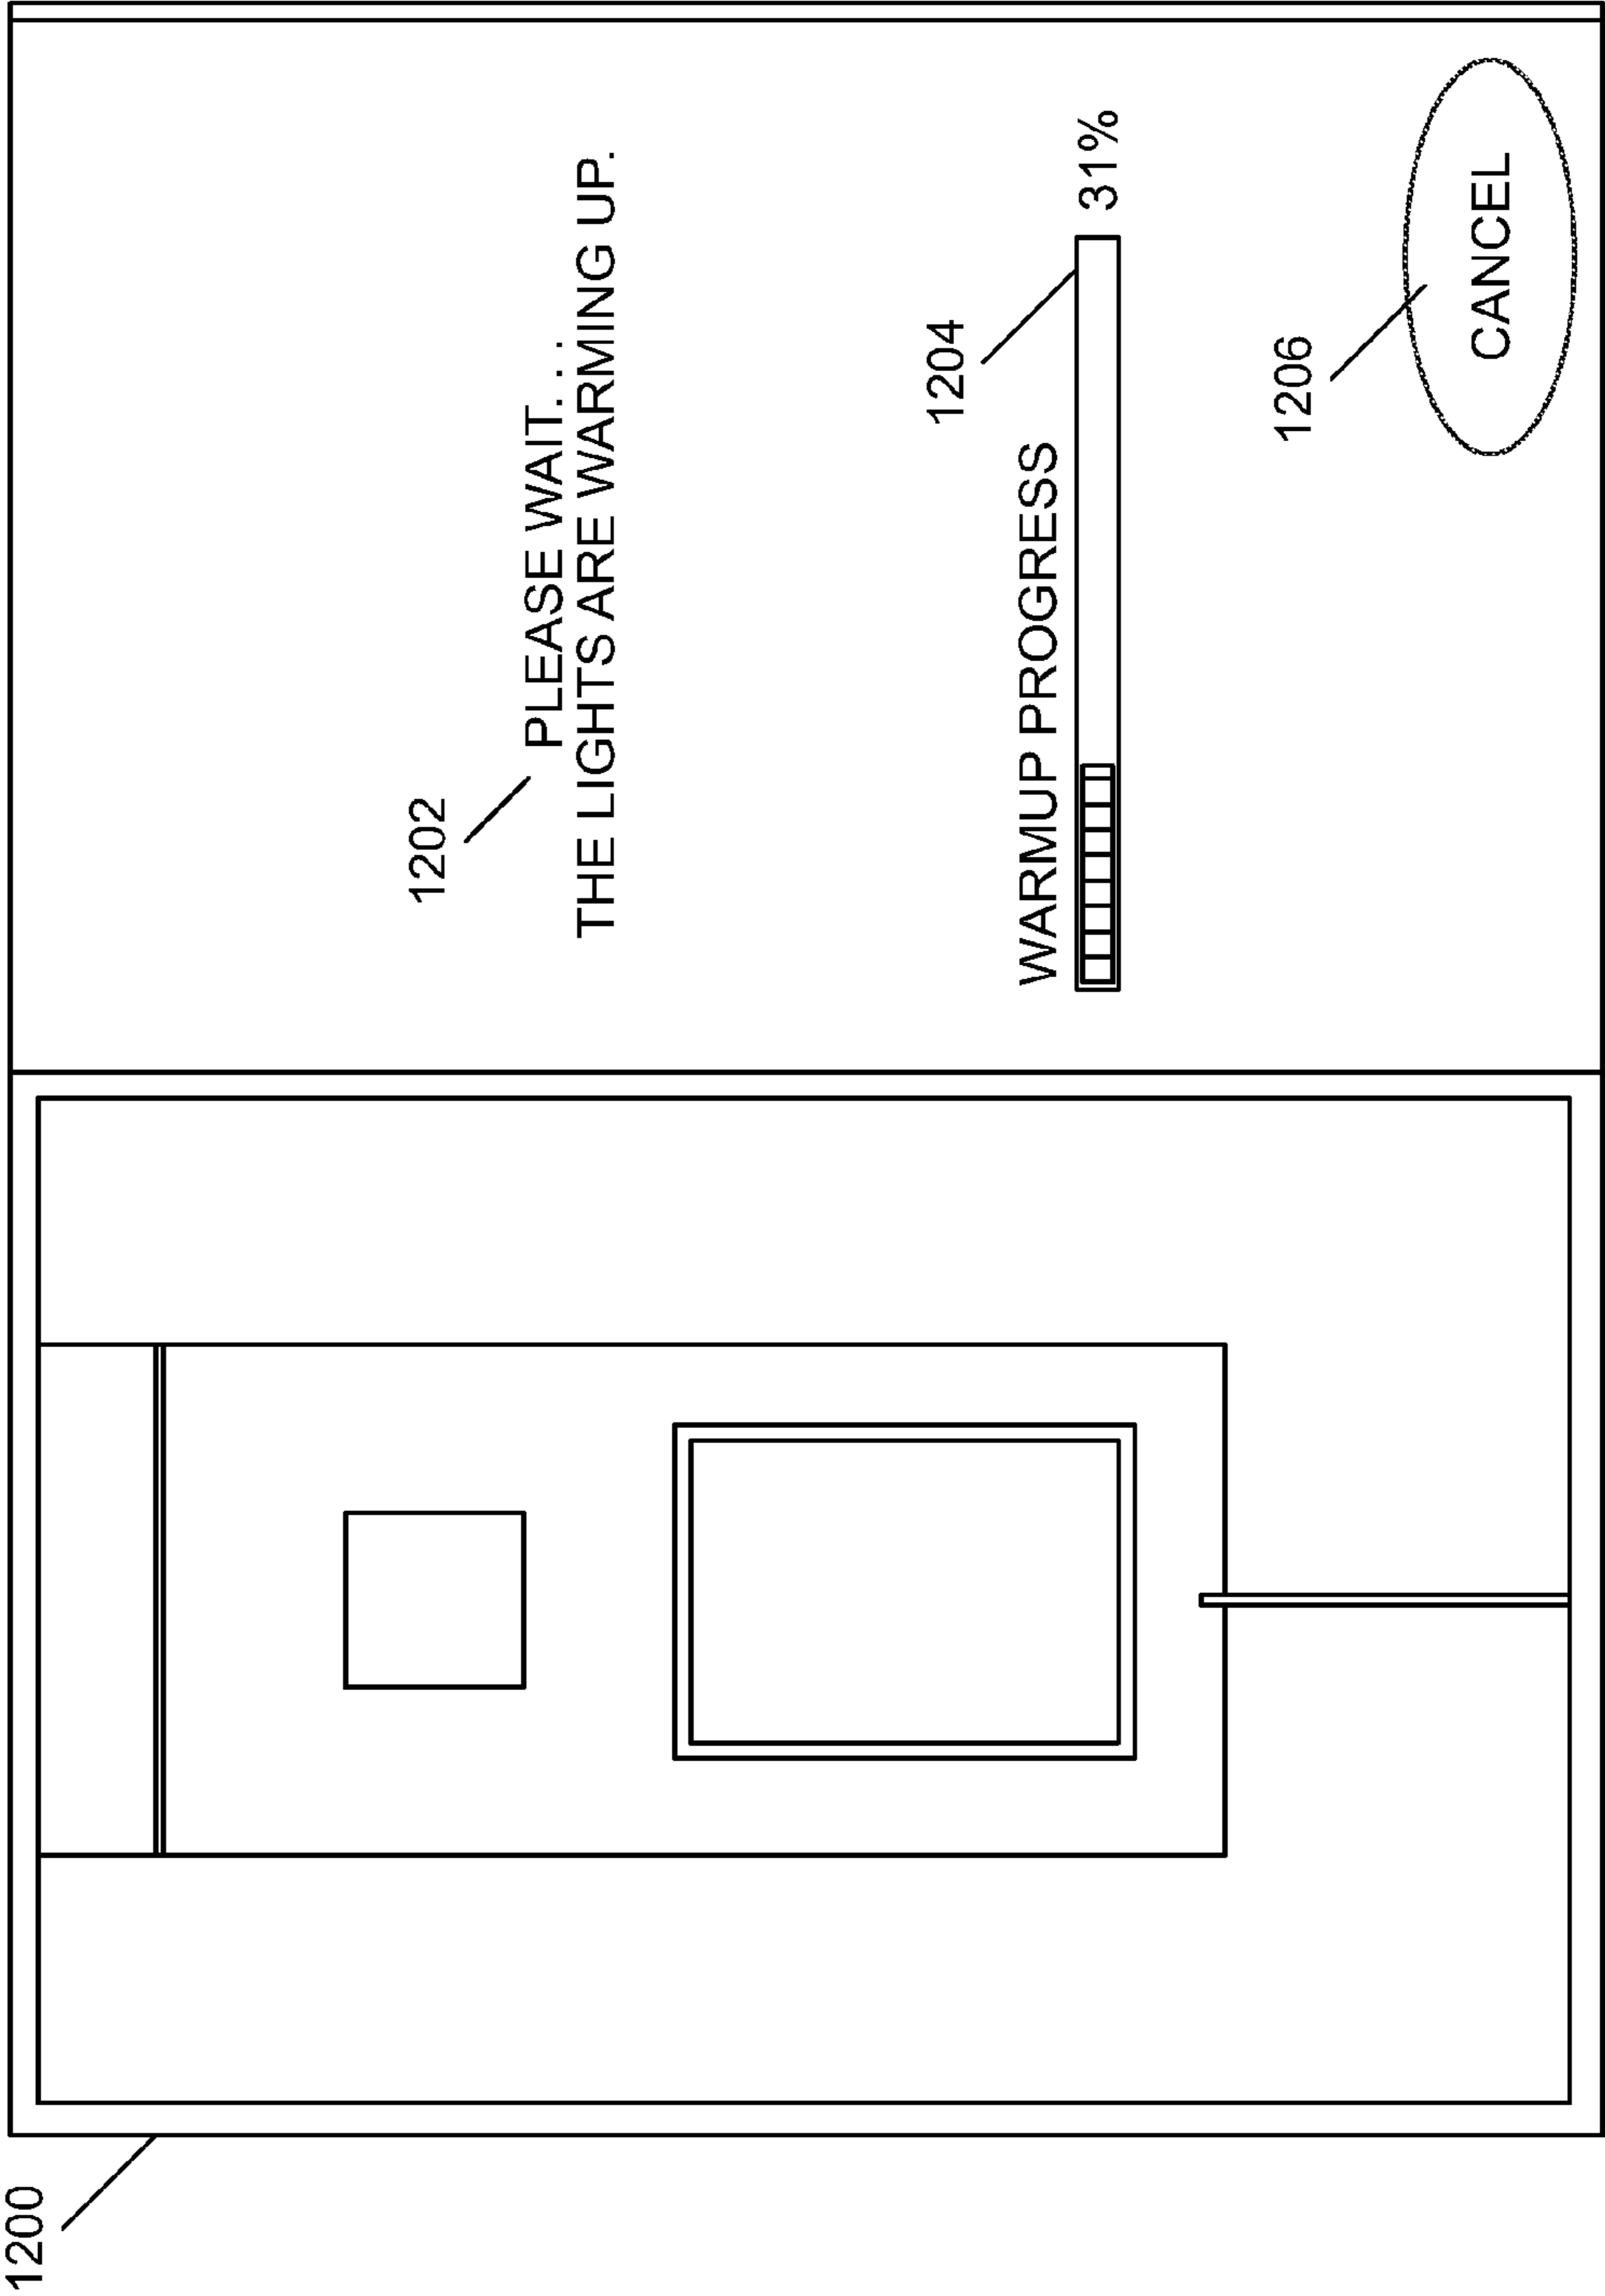 1200
1202
PLEASE WAIT. . . .
THE LIGHTS ARE WARMING UP.
1204
WARMUP PROGRESS
31%
1206
CANCEL